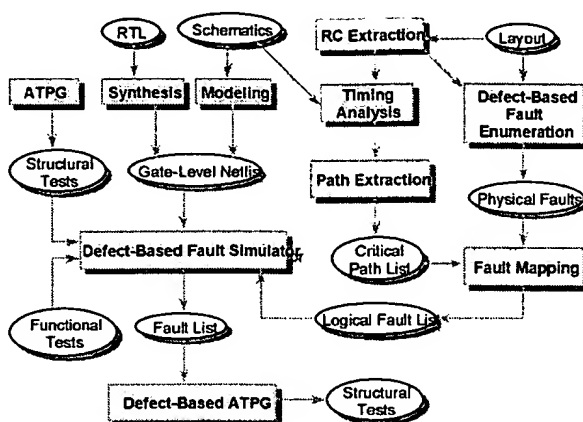 RTL
Schematics
RC Extraction
Layout
ATPG
Synthesis
Modeling
Timing
Analysis
Defect-Based
Fault
Enumeration
Structural
Tests
Gate-Level Netlis
Path Extraction
Physical Faults
Defect-Based Fault Simulator
Critical
Path List
Fault Mapping
Functional
Tests
Fault List
Logical Fault List
Defect-Based ATPG
Structural
Tests